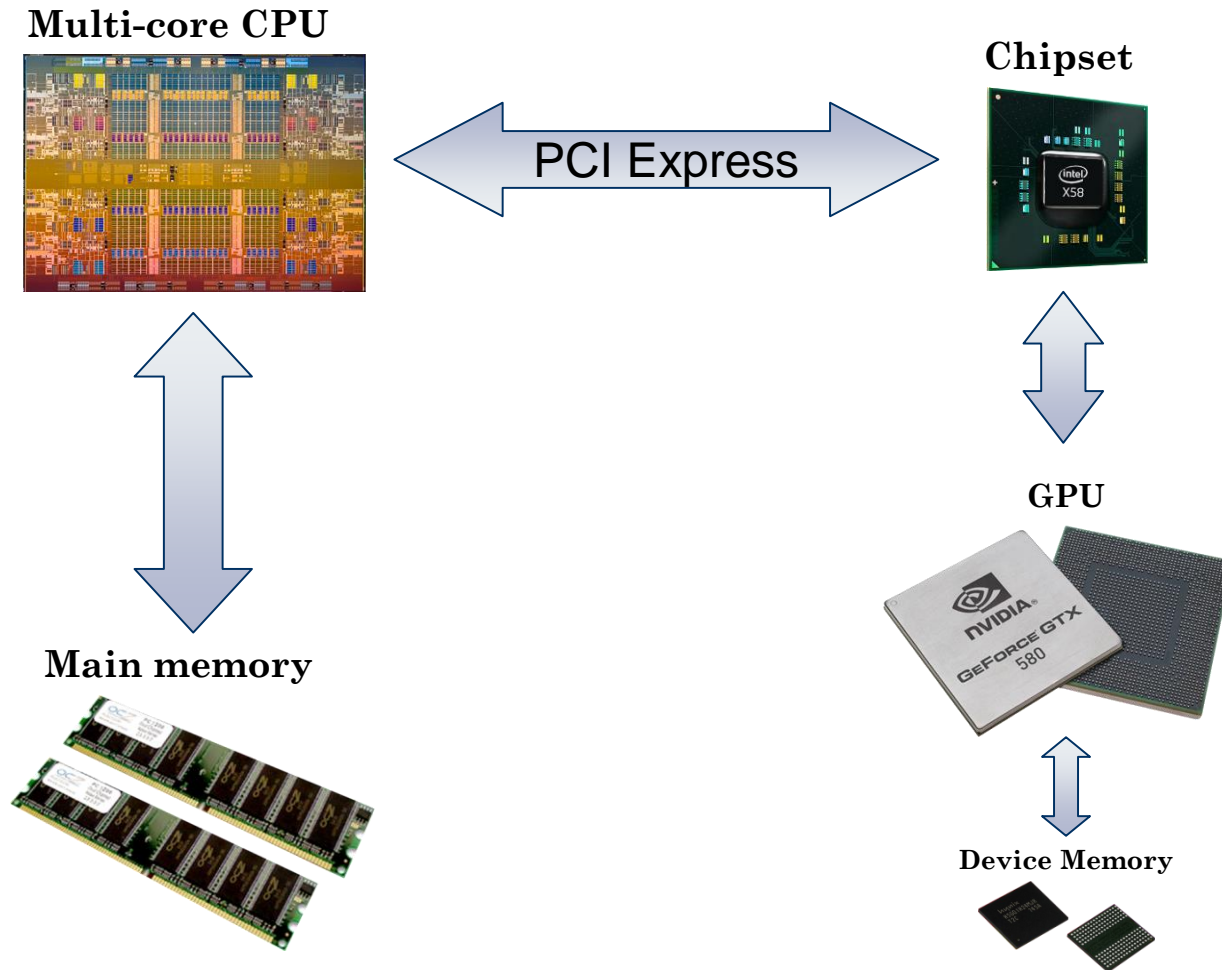 Multi-core CPU
Chipset
PCI Express
intel
X58
GPU
nVIDIA®
GEFORCE GTX
580
Main memory
Device Memory